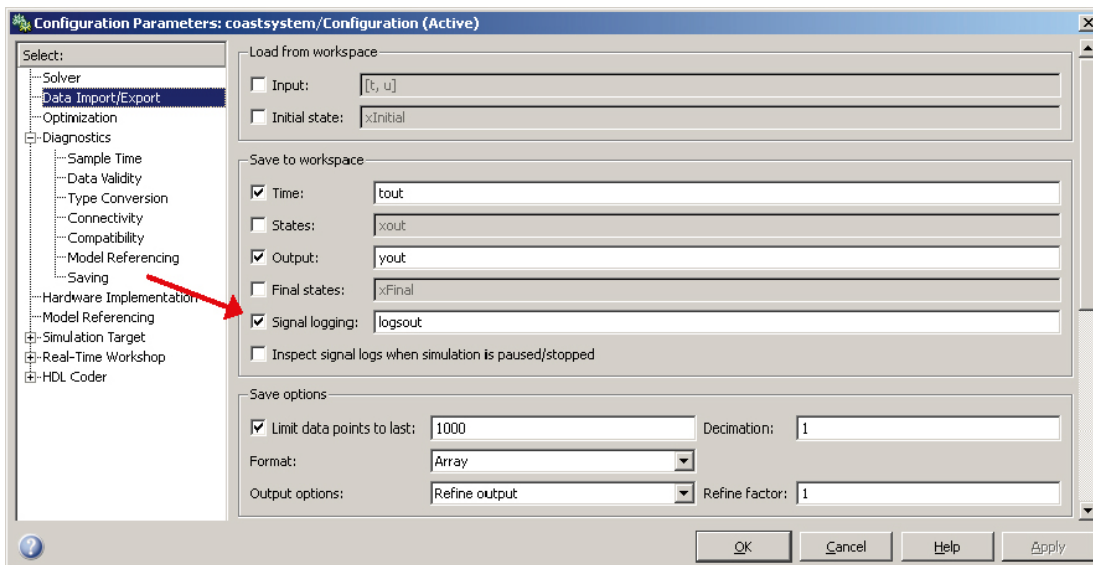 Configuration Parameters: coastsystem/Configuration (Active)
Select:
Solver
Data Import/Export
Optimization
Diagnostics
Sample Time
Data Validity
Type Conversion
Connectivity
Compatibility
Model Referencing
Saving
Hardware Implementation
Model Referencing
Simulation Target
Real-Time Workshop
HDL Coder
Load from workspace
Input: [t, u]
Initial state: xInitial
Save to workspace
Time: tout
States: xout
Output: yout
Final states: xFinal
Signal logging: logsout
Inspect signal logs when simulation is paused/stopped
Save options
Limit data points to last: 1000 Decimation: 1
Format: Array
Output options: Refine output Refine factor: 1
OK Cancel Help Apply